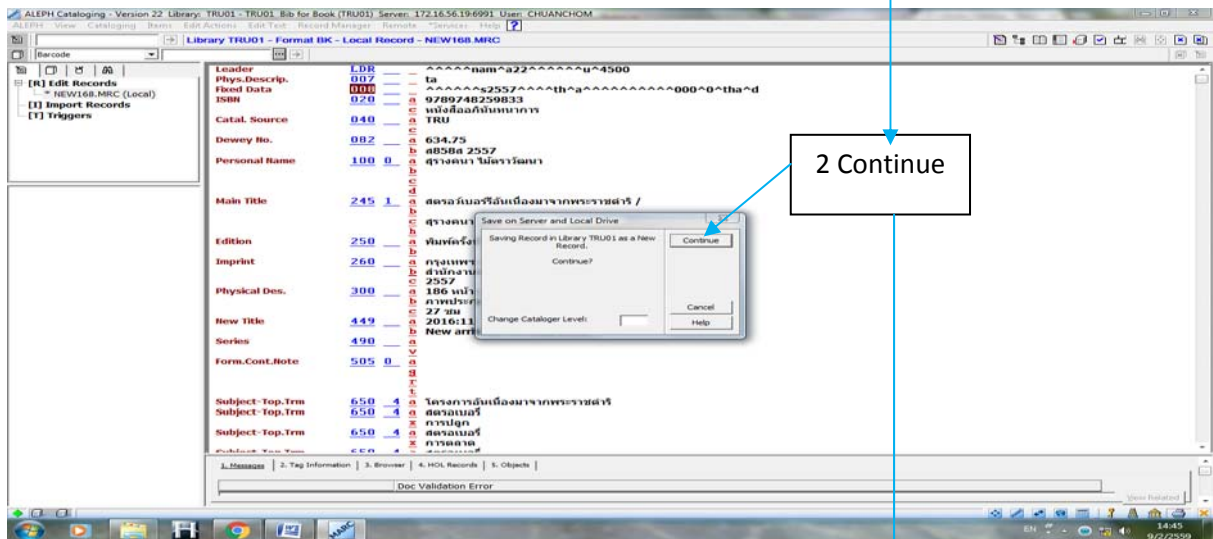 ALEPH Cataloging - Version 22 Library: TRU01 - TRU01 Bib for Book (TRU01) Server: 172.16.56.19:6991 User: CHUANCHOM
ALEPH View Cataloging Items Edit Actions Edit Text Record Manager Remote Services Help
Library TRU01 - Format BK - Local Record - NEW168.MRC
Barcode
[R] Edit Records
* NEW168.MRC (Local)
[I] Import Records
[T] Triggers
Leader LDR ^^^^^nam^a22^^^^^^u^4500
Phys.Descrip. 007 ta
Fixed Data 008 ^^^^^^s2557^^^^th^a^^^^^^^^^^000^0^tha^d
ISBN 020 a 9789748259833
c หนังสืออภินันทนาการ
Catal. Source 040 a TRU
c
Dewey No. 082 a 634.75
b ส858ส 2557
Personal Name 100 0 a สุรางคนา ไม้ตราวัฒนา
b
c
d
Main Title 245 1 a สตรอว์เบอร์รีอันเนื่องมาจากพระราชดำริ /
b
c สุรางคนา
h
Edition 250 a พิมพ์ครั้ง
b
Imprint 260 a กรุงเทพฯ
b สำนักงาน
c 2557
Physical Des. 300 a 186 หน้า
b ภาพประก
c 27 ซม
New Title 449 a 2016:11
b New arri
Series 490 a
v
Form.Cont.Note 505 0 a
g
r
t
Subject-Top.Trm 650 4 a โครงการอันเนื่องมาจากพระราชดำริ
Subject-Top.Trm 650 4 a สตรอเบอรี่
x การปลูก
Subject-Top.Trm 650 4 a สตรอเบอรี่
x การตลาด
Save on Server and Local Drive
Saving Record in Library TRU01 as a New
Record.
Continue?
Continue
Cancel
Change Cataloger Level:
Help
2 Continue
1. Messages 2. Tag Information 3. Browser 4. HOL Records 5. Objects
Doc Validation Error
View Related
EN
14:45
9/2/2559